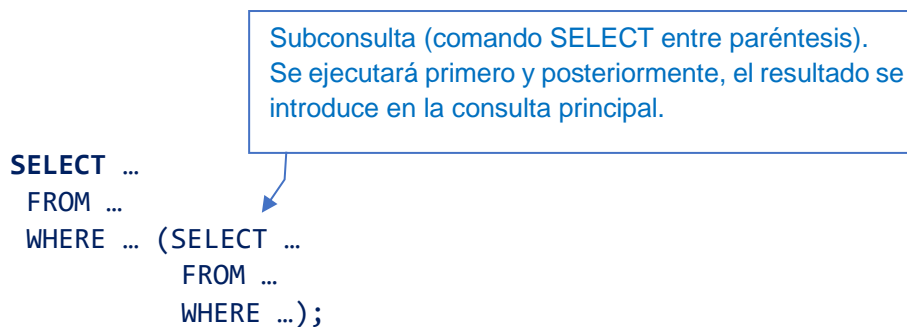 Subconsulta (comando SELECT entre paréntesis).
Se ejecutará primero y posteriormente, el resultado se
introduce en la consulta principal.
SELECT …
FROM …
WHERE … (SELECT …
FROM …
WHERE …);